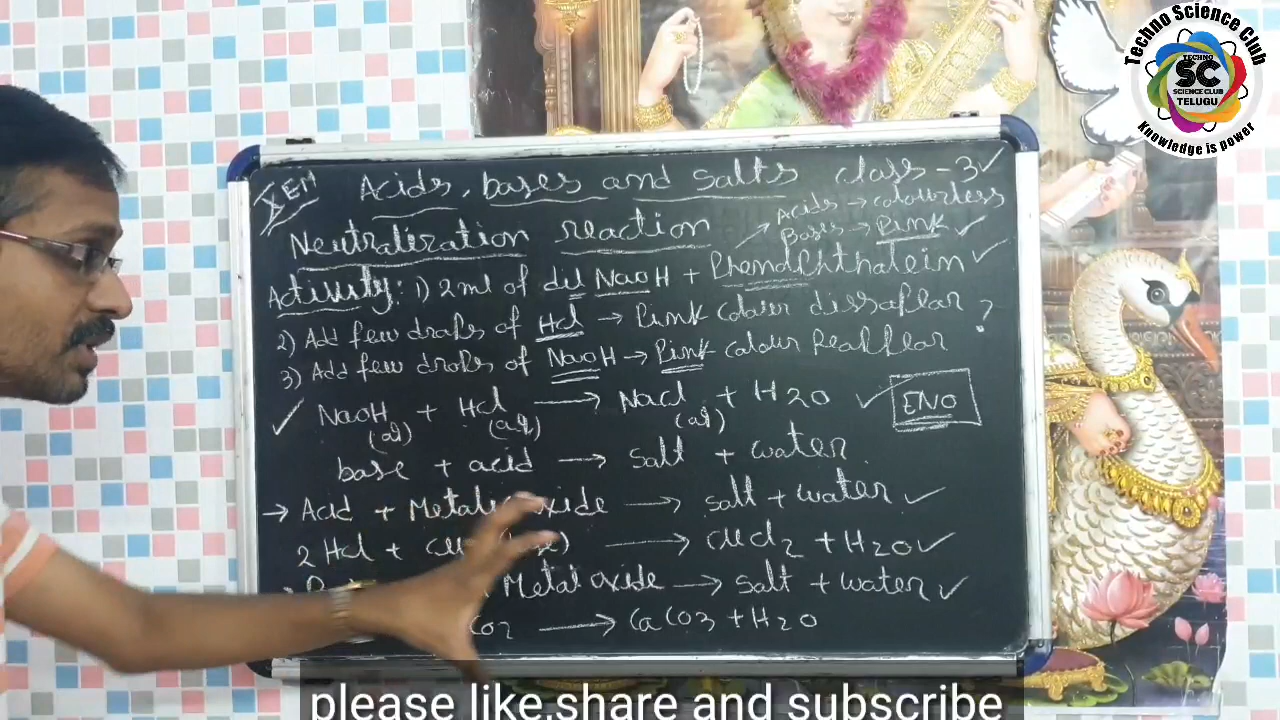 Techno Science Club
TECHNO
SC
SCIENCE CLUB
TELUGU
Knowledge is power
X EM Acids, bases and Salts class - 3 ✓
Neutralization reaction
Acids → colourless
Bases → Pink ✓
Activity: 1) 2ml of dil NaoH + Phenolphthalein ✓
2) Add few drops of Hcl → Pink colour dissapear ?
3) Add few drops of NaoH → Pink colour Reappear
✓ NaoH (aq) + Hcl (aq) → Nacl (aq) + H2O ✓ ENO
base + acid → salt + water
→ Acid + oxide → salt + water ✓
2 Hcl + → cucl2 + H2O ✓
Metal oxide → salt + water ✓
co2 → CaCO3 + H2O
please like,share and subscribe